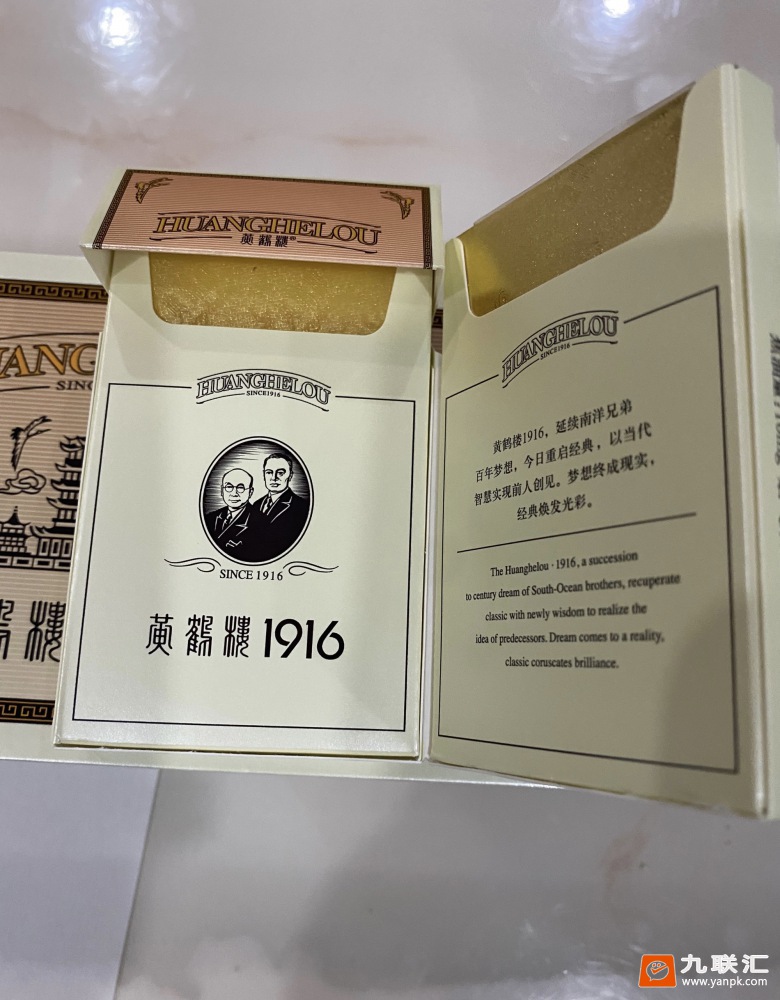 HUANGHELOU
黄鹤楼
HUANGHELOU
SINCE1916
SINCE 1916
黄鹤楼 1916
HUANGHELOU
SINCE1916
黄鹤楼1916，延续南洋兄弟
百年梦想，今日重启经典，以当代
智慧实现前人创见。梦想终成现实，
经典焕发光彩。
The Huanghelou · 1916, a succession
to century dream of South-Ocean brothers, recuperate
classic with newly wisdom to realize the
idea of predecessors. Dream comes to a reality,
classic coruscates brilliance.
九联汇
www.yanpk.com